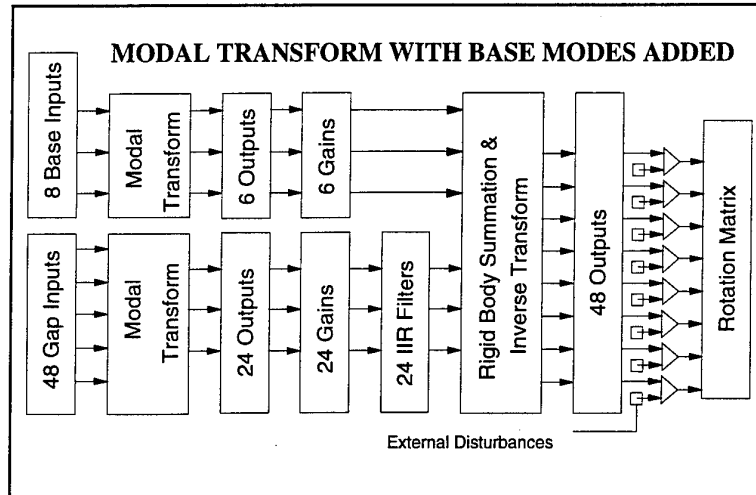 MODAL TRANSFORM WITH BASE MODES ADDED
8 Base Inputs
Modal
Transform
6 Outputs
6 Gains
48 Gap Inputs
Modal
Transform
24 Outputs
24 Gains
24 IIR Filters
Rigid Body Summation &
Inverse Transform
48 Outputs
Rotation Matrix
External Disturbances